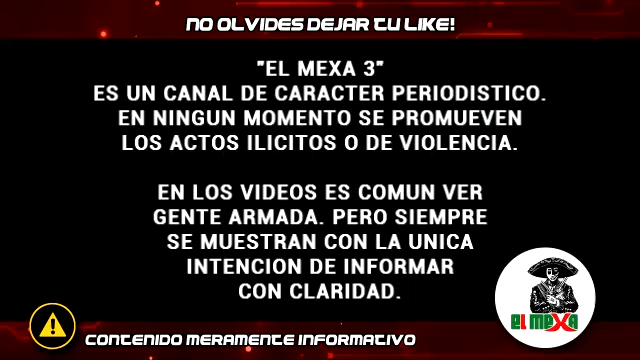 NO OLVIDES DEJAR TU LIKE!
"EL MEXA 3"
ES UN CANAL DE CARACTER PERIODISTICO.
EN NINGUN MOMENTO SE PROMUEVEN
LOS ACTOS ILICITOS O DE VIOLENCIA.
EN LOS VIDEOS ES COMUN VER
GENTE ARMADA. PERO SIEMPRE
SE MUESTRAN CON LA UNICA
INTENCION DE INFORMAR
CON CLARIDAD.
EL MEXA
CONTENIDO MERAMENTE INFORMATIVO